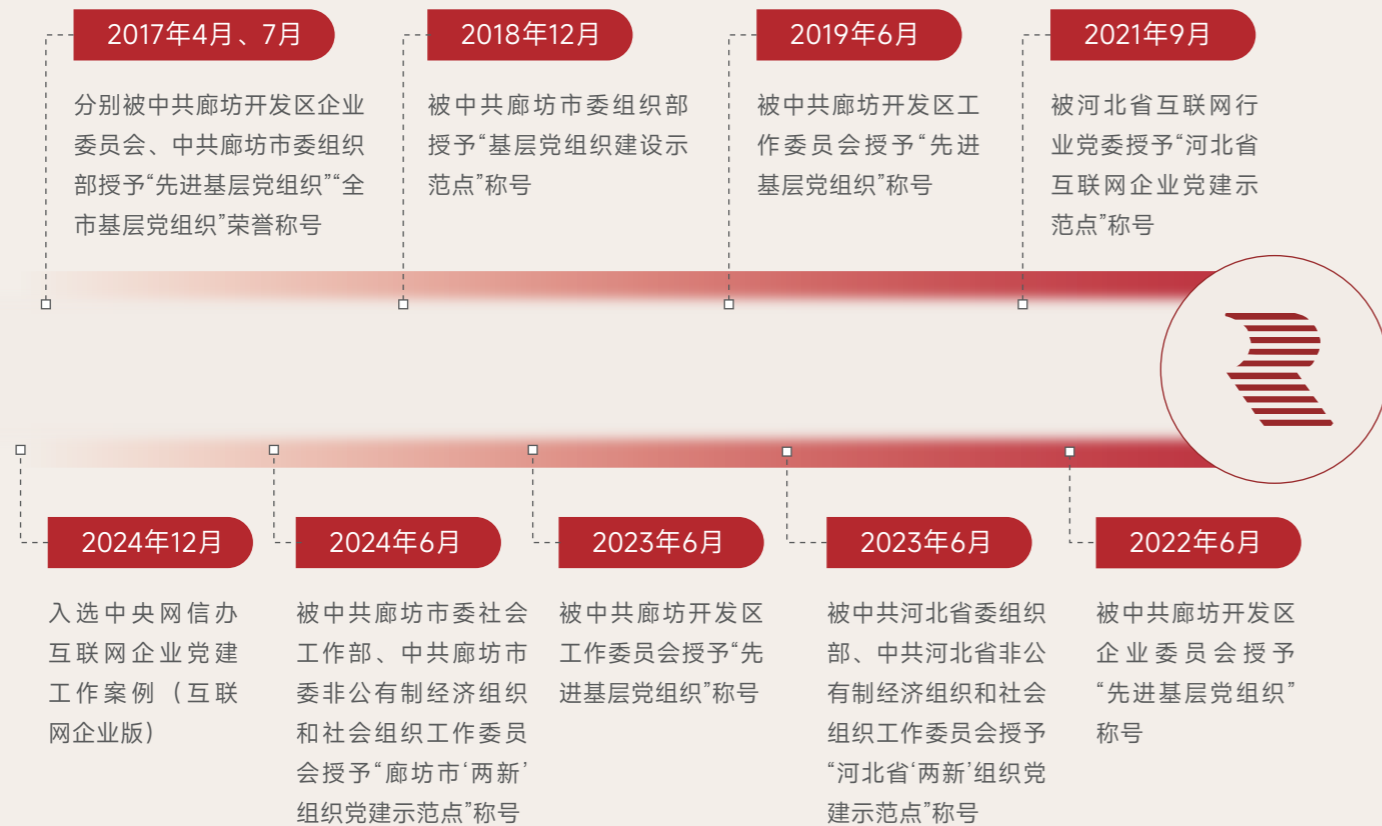 2017年4月、7月
分别被中共廊坊开发区企业
委员会、中共廊坊市委组织
部授予“先进基层党组织”“全
市基层党组织”荣誉称号
2018年12月
被中共廊坊市委组织部
授予“基层党组织建设示
范点”称号
2019年6月
被中共廊坊开发区工
作委员会授予“先进
基层党组织”称号
2021年9月
被河北省互联网行
业党委授予“河北省
互联网企业党建示
范点”称号
2024年12月
入选中央网信办
互联网企业党建
工作案例（互联
网企业版）
2024年6月
被中共廊坊市委社会
工作部、中共廊坊市
委非公有制经济组织
和社会组织工作委员
会授予“廊坊市‘两新’
组织党建示范点”称号
2023年6月
被中共廊坊开发区
工作委员会授予“先
进基层党组织”称号
2023年6月
被中共河北省委组织
部、中共河北省非公
有制经济组织和社会
组织工作委员会授予
“河北省‘两新’组织党
建示范点”称号
2022年6月
被中共廊坊开发区
企业委员会授予
“先进基层党组织”
称号